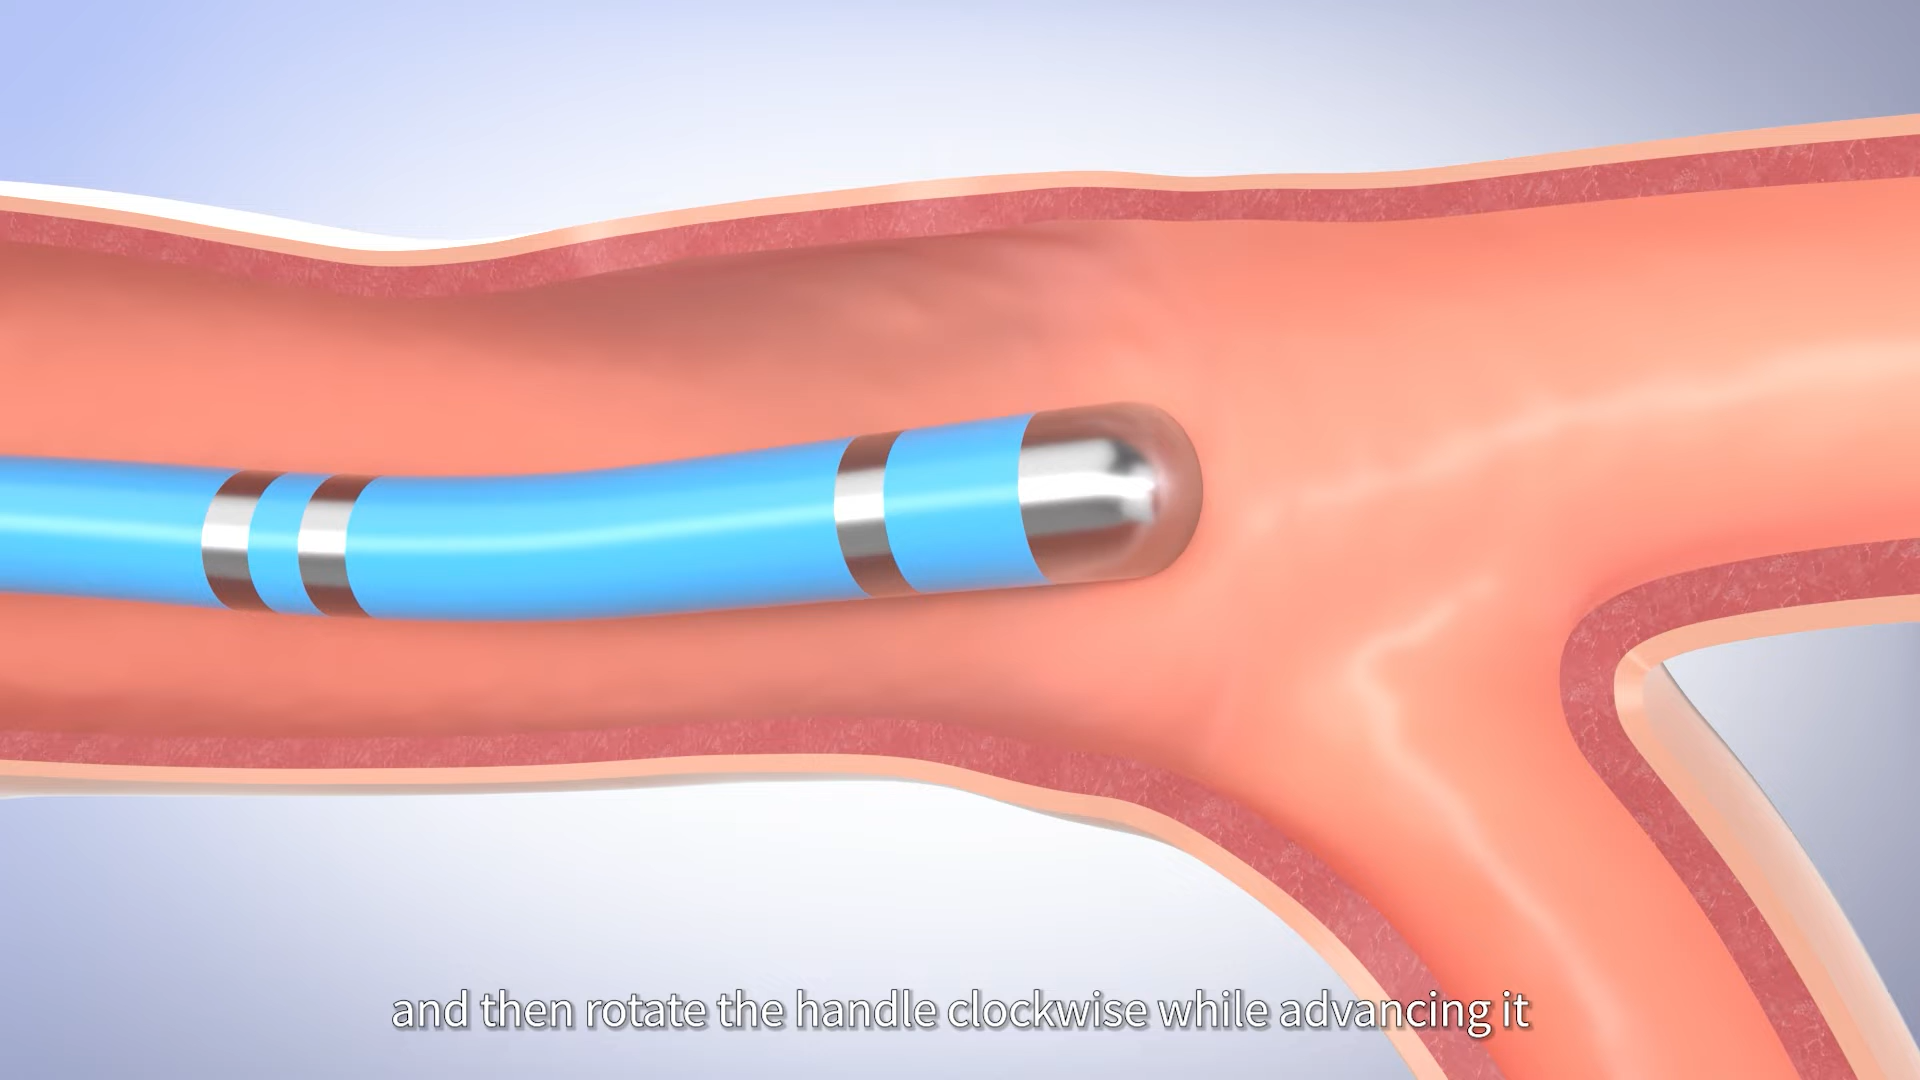 and then rotate the handle clockwise while advancing it